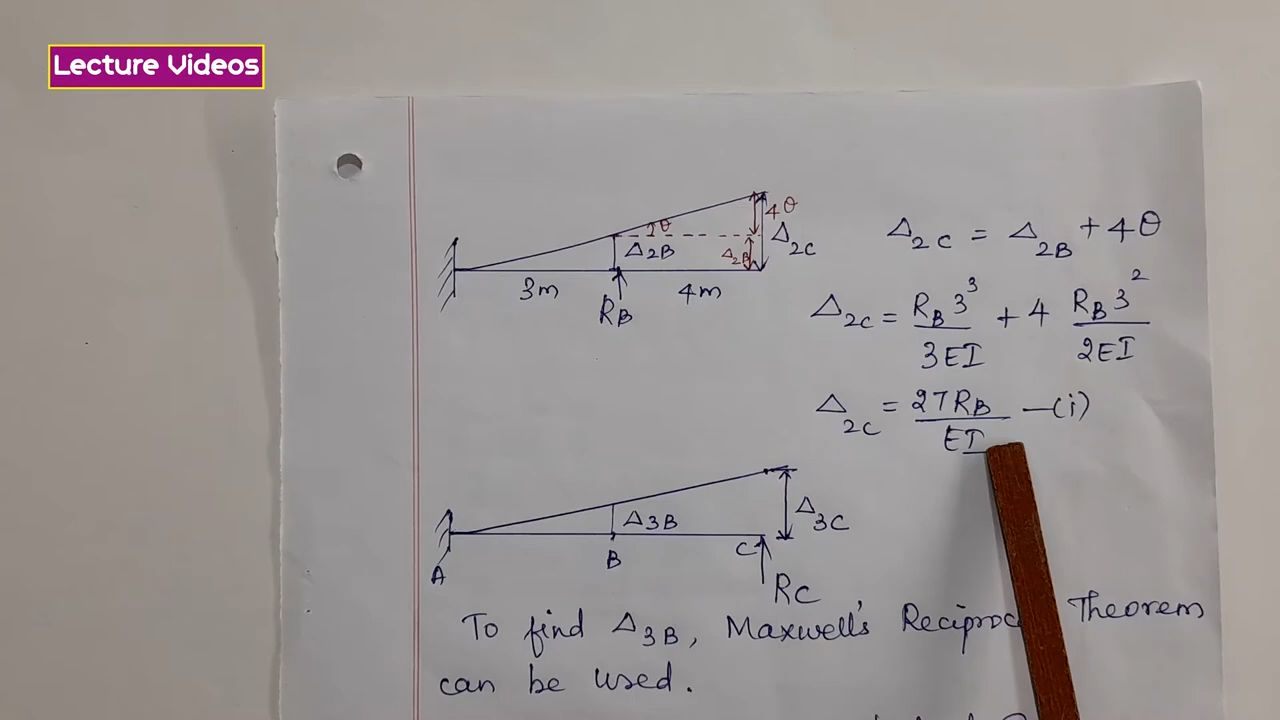 Lecture Videos
4θ
θ
Δ2B
Δ2B
Δ2C
3m
RB
4m
Δ2C = Δ2B + 4θ
Δ2C = RB 3³/3EI + 4 RB 3²/2EI
Δ2C = 27RB/EI —(i)
Δ3B
Δ3C
A
B
C
RC
To find Δ3B, Maxwell's Reciproc Theorem
can be used.